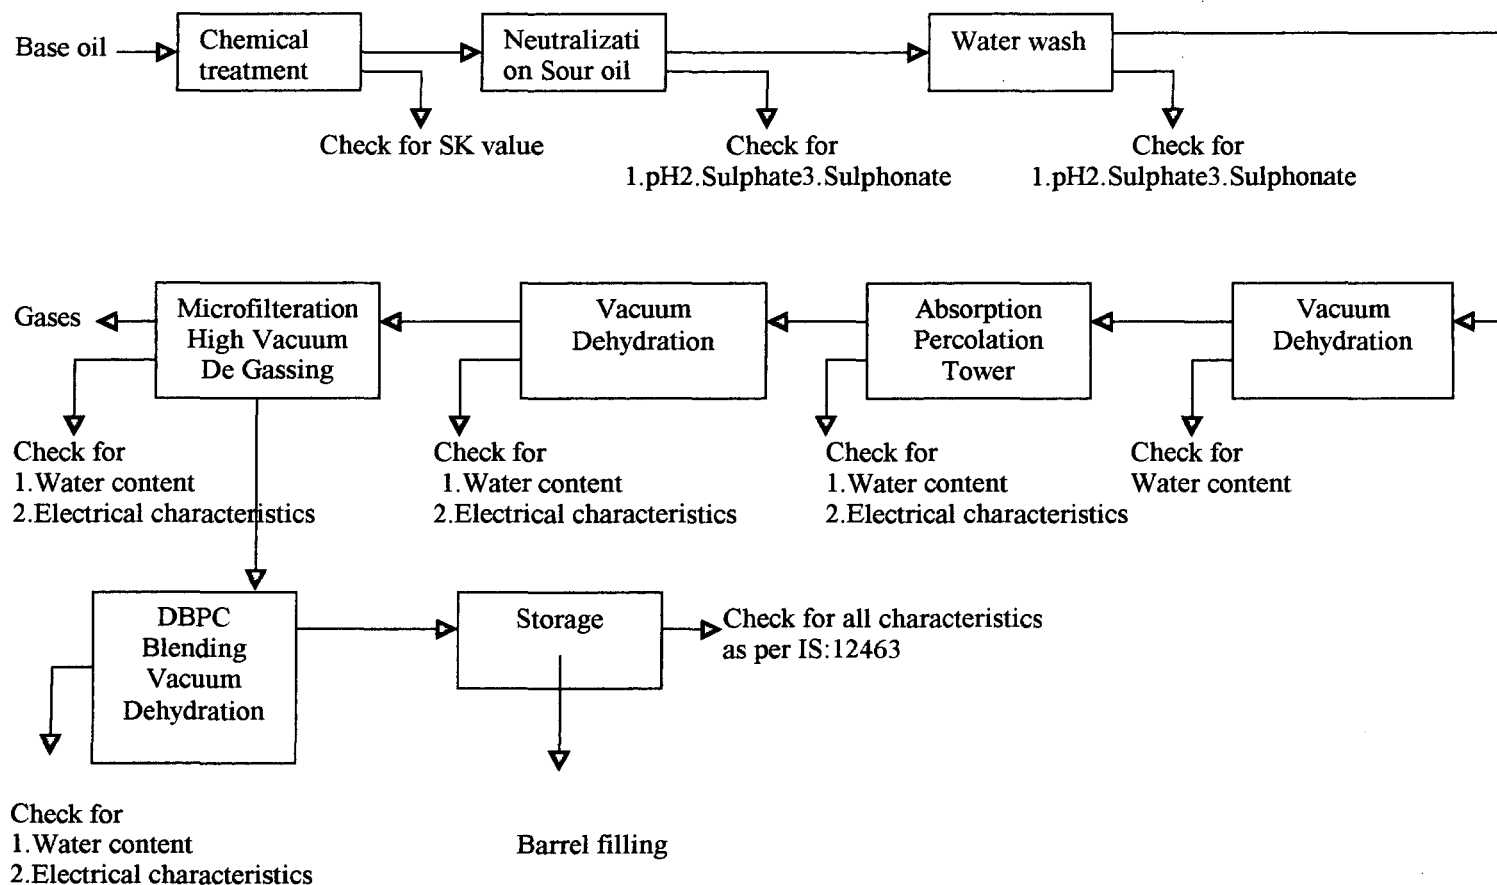 Base oil
Chemical
treatment
Neutralizati
on Sour oil
Water wash
Check for SK value
Check for
1.pH2.Sulphate3.Sulphonate
Check for
1.pH2.Sulphate3.Sulphonate
Gases
Microfilteration
High Vacuum
De Gassing
Vacuum
Dehydration
Absorption
Percolation
Tower
Vacuum
Dehydration
Check for
1.Water content
2.Electrical characteristics
Check for
1.Water content
2.Electrical characteristics
Check for
1.Water content
2.Electrical characteristics
Check for
Water content
DBPC
Blending
Vacuum
Dehydration
Storage
Check for all characteristics
as per IS:12463
Check for
1.Water content
2.Electrical characteristics
Barrel filling